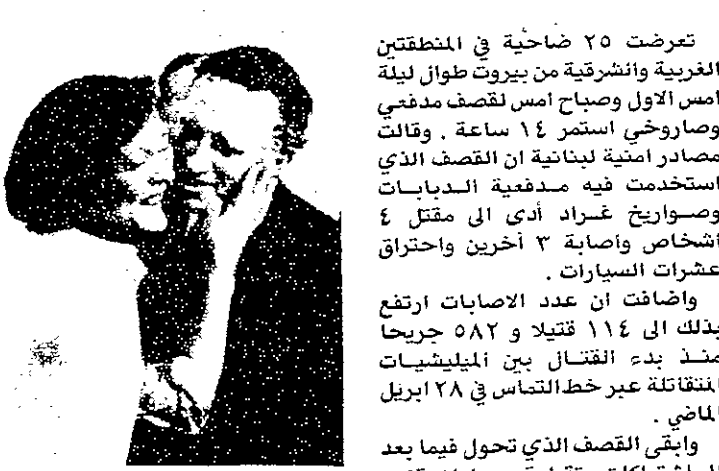 تعرضت ٢٥ ضاحية في المنطقتين
الغربية والشرقية من بيروت طوال ليلة
امس الاول وصباح امس لقصف مدفعي
وصاروخي استمر ١٤ ساعة . وقالت
مصادر امنية لبنانية ان القصف الذي
استخدمت فيه مدفعية الدبابات
وصواريخ غراد أدى الى مقتل ٤
اشخاص واصابة ٣ آخرين واحتراق
عشرات السيارات .
واضافت ان عدد الاصابات ارتفع
بذلك الى ١١٤ قتيلا و ٥٨٢ جريحا
منذ بدء القتال بين الميليشيات
المتقاتلة عبر خط التماس في ٢٨ ابريل
الماضي .
وابقى القصف الذي تحول فيما بعد